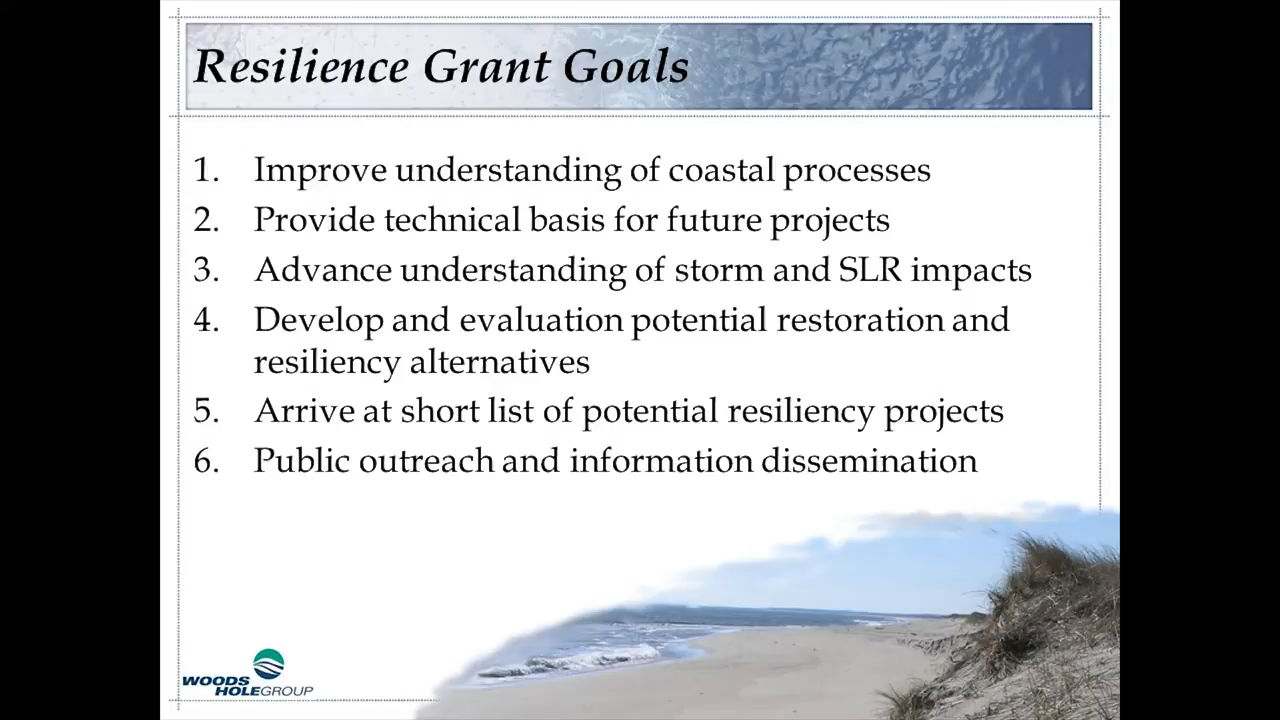 Resilience Grant Goals
1. Improve understanding of coastal processes
2. Provide technical basis for future projects
3. Advance understanding of storm and SLR impacts
4. Develop and evaluation potential restoration and
resiliency alternatives
5. Arrive at short list of potential resiliency projects
6. Public outreach and information dissemination
WOODS
HOLEGROUP